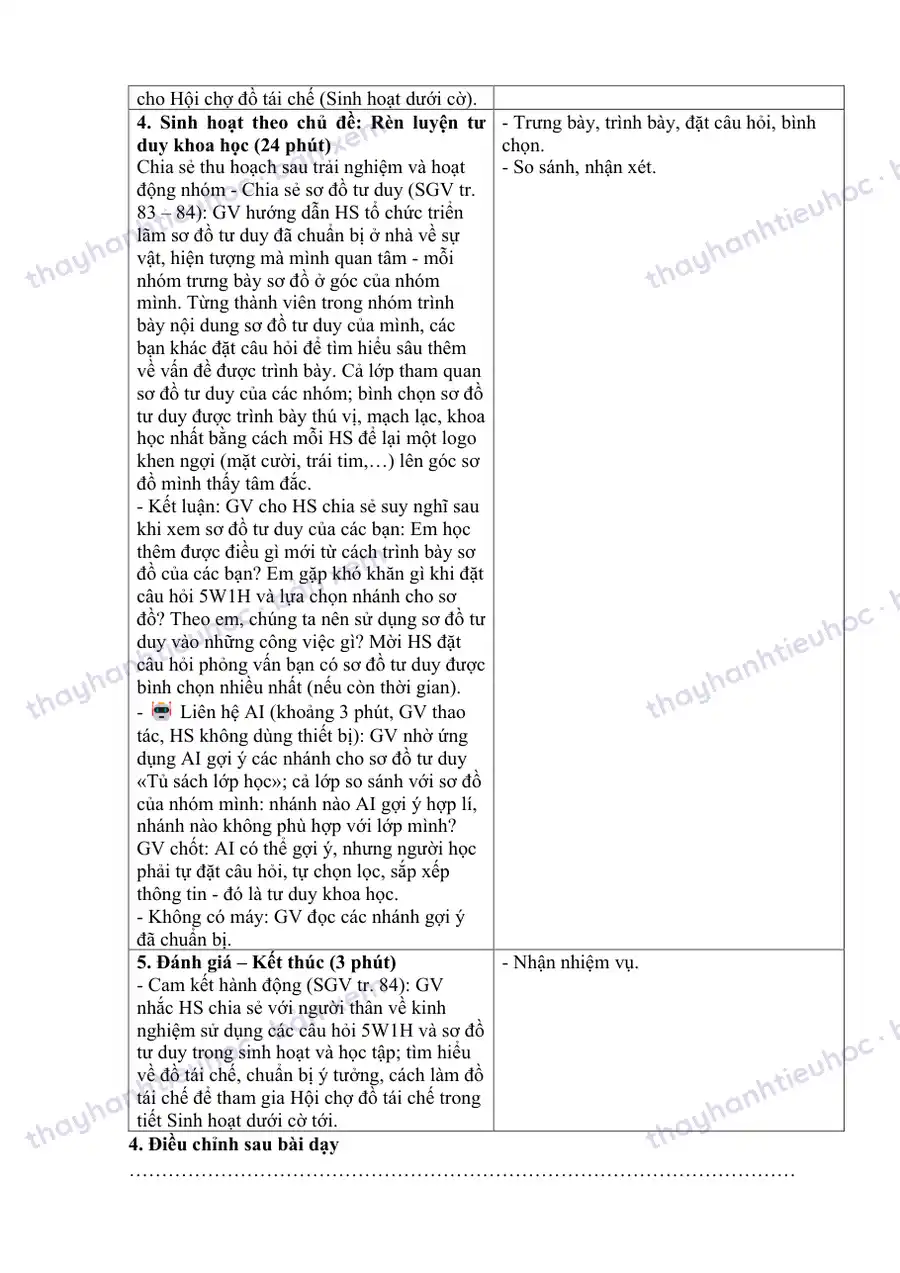 cho Hội chợ đồ tái chế (Sinh hoạt dưới cờ).
4. Sinh hoạt theo chủ đề: Rèn luyện tư
duy khoa học (24 phút)
Chia sẻ thu hoạch sau trải nghiệm và hoạt
động nhóm - Chia sẻ sơ đồ tư duy (SGV tr.
83 – 84): GV hướng dẫn HS tổ chức triển
lãm sơ đồ tư duy đã chuẩn bị ở nhà về sự
vật, hiện tượng mà mình quan tâm - mỗi
nhóm trưng bày sơ đồ ở góc của nhóm
mình. Từng thành viên trong nhóm trình
bày nội dung sơ đồ tư duy của mình, các
bạn khác đặt câu hỏi để tìm hiểu sâu thêm
về vấn đề được trình bày. Cả lớp tham quan
sơ đồ tư duy của các nhóm; bình chọn sơ đồ
tư duy được trình bày thú vị, mạch lạc, khoa
học nhất bằng cách mỗi HS để lại một logo
khen ngợi (mặt cười, trái tim,…) lên góc sơ
đồ mình thấy tâm đắc.
- Kết luận: GV cho HS chia sẻ suy nghĩ sau
khi xem sơ đồ tư duy của các bạn: Em học
thêm được điều gì mới từ cách trình bày sơ
đồ của các bạn? Em gặp khó khăn gì khi đặt
câu hỏi 5W1H và lựa chọn nhánh cho sơ
đồ? Theo em, chúng ta nên sử dụng sơ đồ tư
duy vào những công việc gì? Mời HS đặt
câu hỏi phỏng vấn bạn có sơ đồ tư duy được
bình chọn nhiều nhất (nếu còn thời gian).
- Liên hệ AI (khoảng 3 phút, GV thao
tác, HS không dùng thiết bị): GV nhờ ứng
dụng AI gợi ý các nhánh cho sơ đồ tư duy
«Tủ sách lớp học»; cả lớp so sánh với sơ đồ
của nhóm mình: nhánh nào AI gợi ý hợp lí,
nhánh nào không phù hợp với lớp mình?
GV chốt: AI có thể gợi ý, nhưng người học
phải tự đặt câu hỏi, tự chọn lọc, sắp xếp
thông tin - đó là tư duy khoa học.
- Không có máy: GV đọc các nhánh gợi ý
đã chuẩn bị.
- Trưng bày, trình bày, đặt câu hỏi, bình
chọn.
- So sánh, nhận xét.
5. Đánh giá – Kết thúc (3 phút)
- Cam kết hành động (SGV tr. 84): GV
nhắc HS chia sẻ với người thân về kinh
nghiệm sử dụng các câu hỏi 5W1H và sơ đồ
tư duy trong sinh hoạt và học tập; tìm hiểu
về đồ tái chế, chuẩn bị ý tưởng, cách làm đồ
tái chế để tham gia Hội chợ đồ tái chế trong
tiết Sinh hoạt dưới cờ tới.
- Nhận nhiệm vụ.
4. Điều chỉnh sau bài dạy
……………………………………………………………………………………………
thayhanhtieuhoc · bản xem
thayhanhtieuhoc · b
thayhanhtieuhoc · bản xem
thayhanhtieuhoc · b
thayhanhtieuhoc · bản xem
thayhanhtieuhoc · b